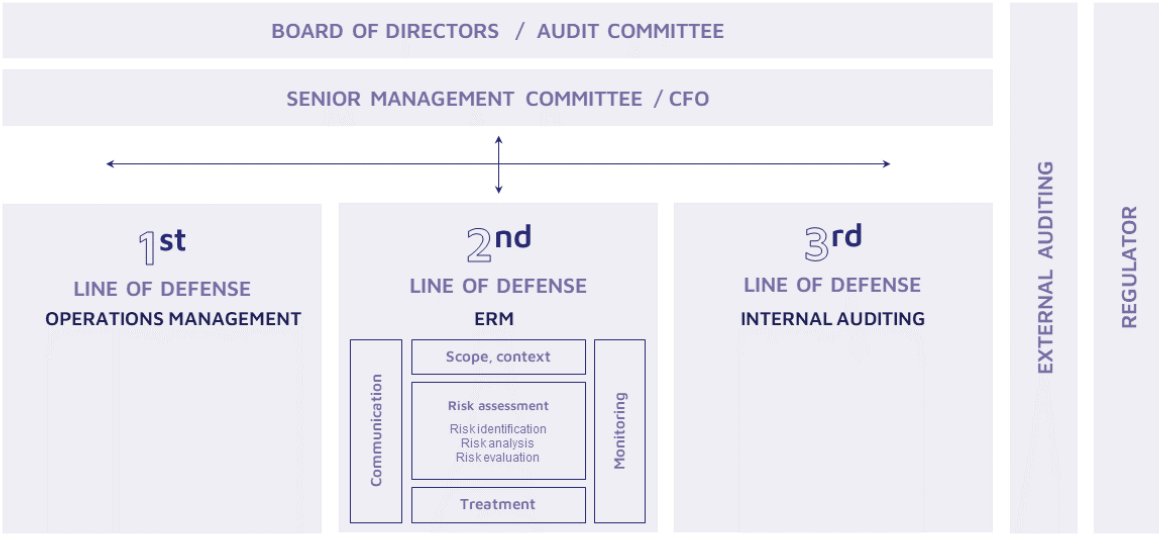 BOARD OF DIRECTORS / AUDIT COMMITTEE
SENIOR MANAGEMENT COMMITTEE / CFO
1st
LINE OF DEFENSE
OPERATIONS MANAGEMENT
2nd
LINE OF DEFENSE
ERM
Communication
Scope, context
Risk assessment
Risk identification
Risk analysis
Risk evaluation
Treatment
Monitoring
3rd
LINE OF DEFENSE
INTERNAL AUDITING
EXTERNAL AUDITING
REGULATOR